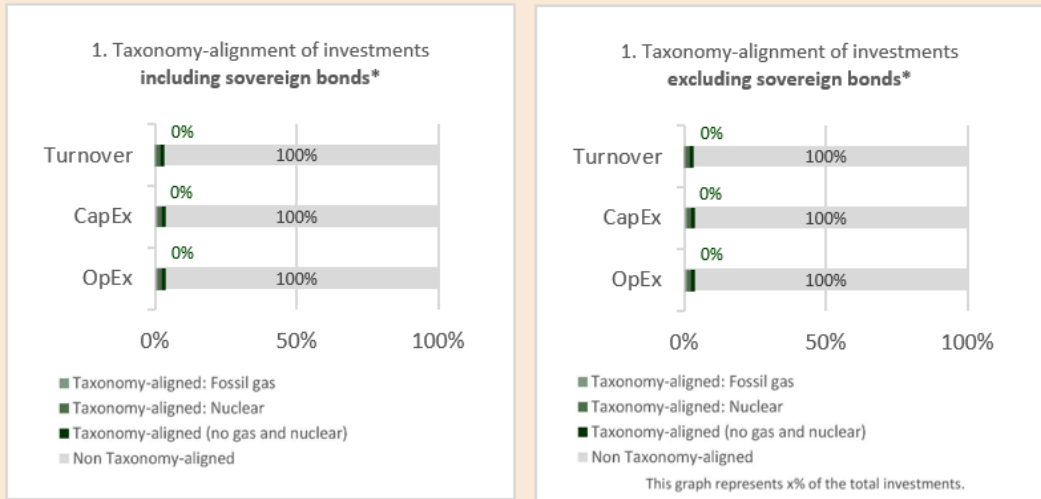 1. Taxonomy-alignment of investments
including sovereign bonds*
0%
Turnover
100%
0%
CapEx
100%
0%
OpEx
100%
0%
50%
100%
Taxonomy-aligned: Fossil gas
Taxonomy-aligned: Nuclear
Taxonomy-aligned (no gas and nuclear)
Non Taxonomy-aligned
1. Taxonomy-alignment of investments
excluding sovereign bonds*
0%
Turnover
100%
0%
CapEx
100%
0%
OpEx
100%
0%
50%
100%
Taxonomy-aligned: Fossil gas
Taxonomy-aligned: Nuclear
Taxonomy-aligned (no gas and nuclear)
Non Taxonomy-aligned
This graph represents x% of the total investments.